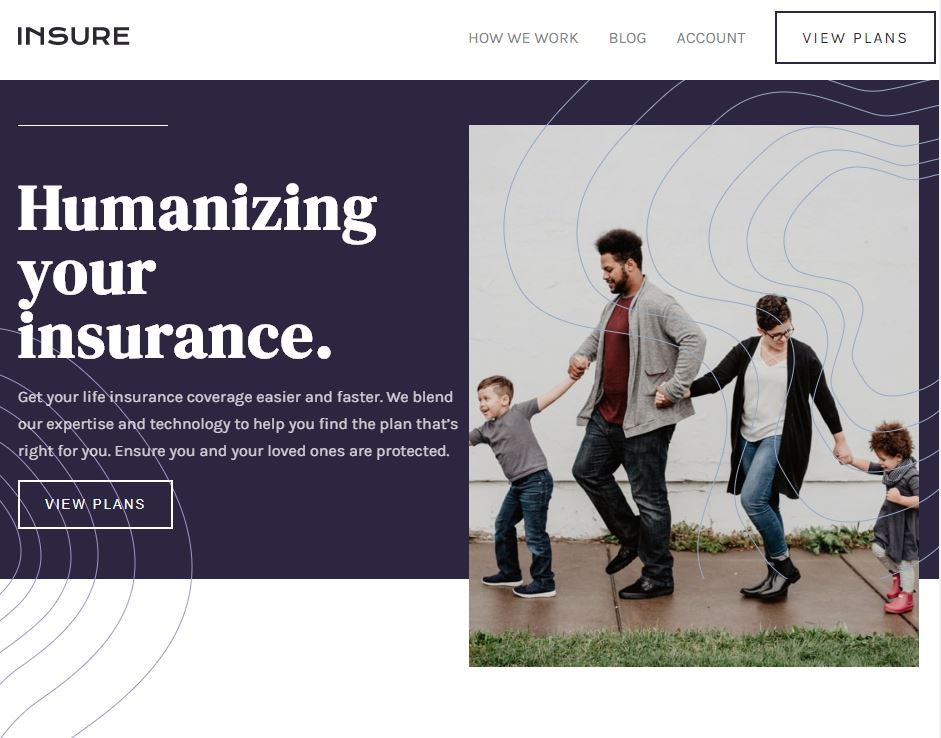 INSURE
HOW WE WORK
BLOG
ACCOUNT
VIEW PLANS
Humanizing
your
insurance.
Get your life insurance coverage easier and faster. We blend
our expertise and technology to help you find the plan that's
right for you. Ensure you and your loved ones are protected.
VIEW PLANS